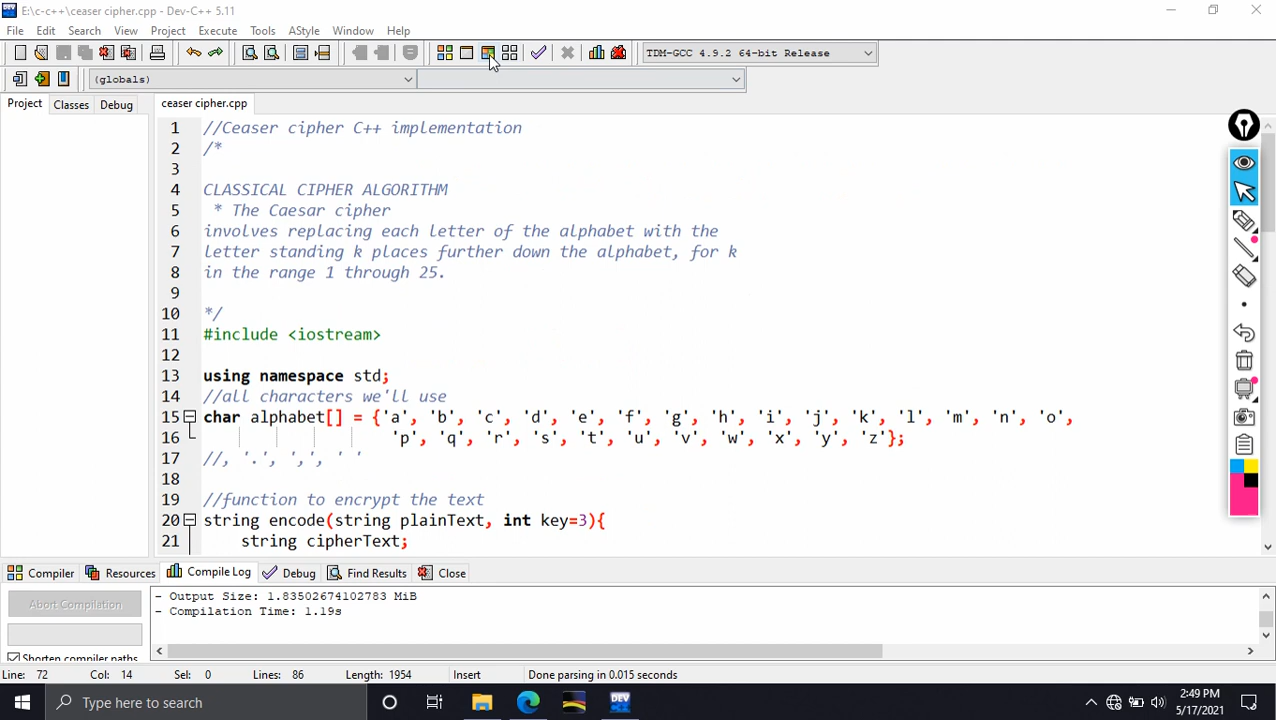 E:\c-c++\ceaser cipher.cpp - Dev-C++ 5.11
File Edit Search View Project Execute Tools AStyle Window Help
TDM-GCC 4.9.2 64-bit Release
(globals)
Project Classes Debug
ceaser cipher.cpp
1 //Ceaser cipher C++ implementation
2 /*
3
4 CLASSICAL CIPHER ALGORITHM
5 * The Caesar cipher
6 involves replacing each letter of the alphabet with the
7 letter standing k places further down the alphabet, for k
8 in the range 1 through 25.
9
10 */
11 #include <iostream>
12
13 using namespace std;
14 //all characters we'll use
15 char alphabet[] = {'a', 'b', 'c', 'd', 'e', 'f', 'g', 'h', 'i', 'j', 'k', 'l', 'm', 'n', 'o',
16 'p', 'q', 'r', 's', 't', 'u', 'v', 'w', 'x', 'y', 'z'};
17 //, '.', ',', ' '
18
19 //function to encrypt the text
20 string encode(string plainText, int key=3){
21 string cipherText;
Compiler Resources Compile Log Debug Find Results Close
Abort Compilation
Shorten compiler paths
- Output Size: 1.83502674102783 MiB
- Compilation Time: 1.19s
Line: 72 Col: 14 Sel: 0 Lines: 86 Length: 1954 Insert Done parsing in 0.015 seconds
Type here to search
2:49 PM
5/17/2021